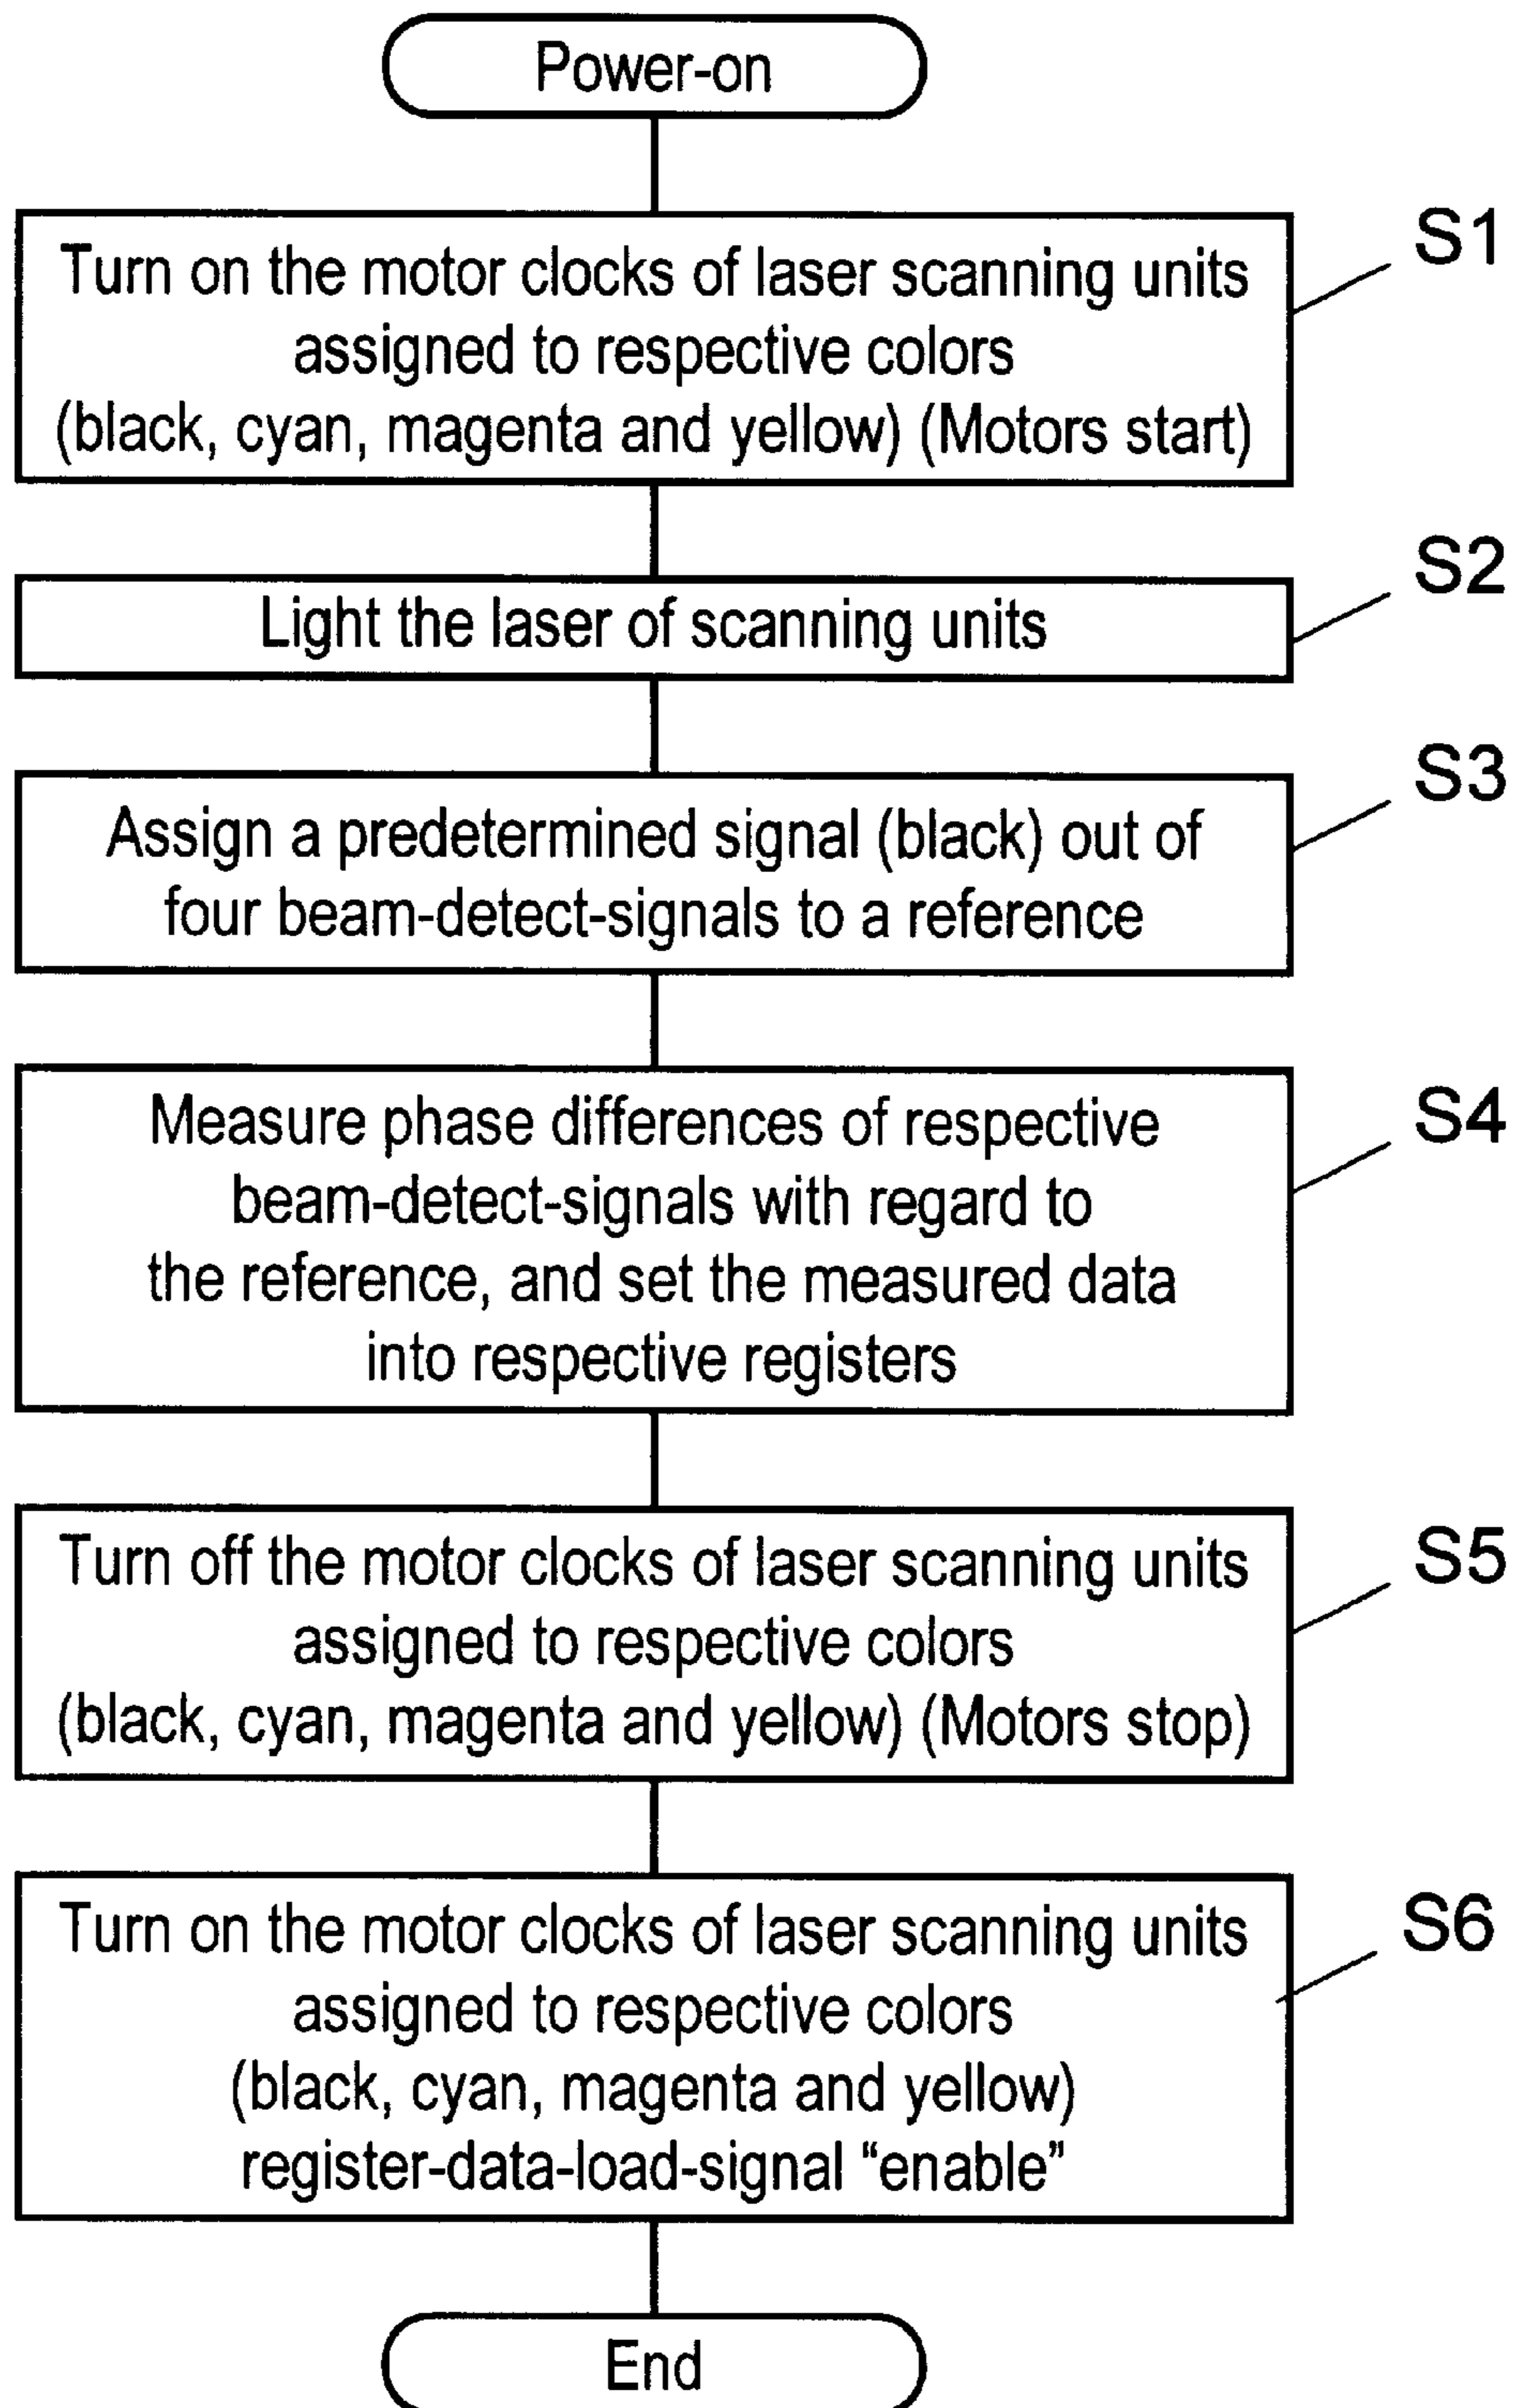 Power-on
S1
Turn on the motor clocks of laser scanning units
assigned to respective colors
(black, cyan, magenta and yellow) (Motors start)
S2
Light the laser of scanning units
S3
Assign a predetermined signal (black) out of
four beam-detect-signals to a reference
S4
Measure phase differences of respective
beam-detect-signals with regard to
the reference, and set the measured data
into respective registers
S5
Turn off the motor clocks of laser scanning units
assigned to respective colors
(black, cyan, magenta and yellow) (Motors stop)
S6
Turn on the motor clocks of laser scanning units
assigned to respective colors
(black, cyan, magenta and yellow)
register-data-load-signal “enable”
End